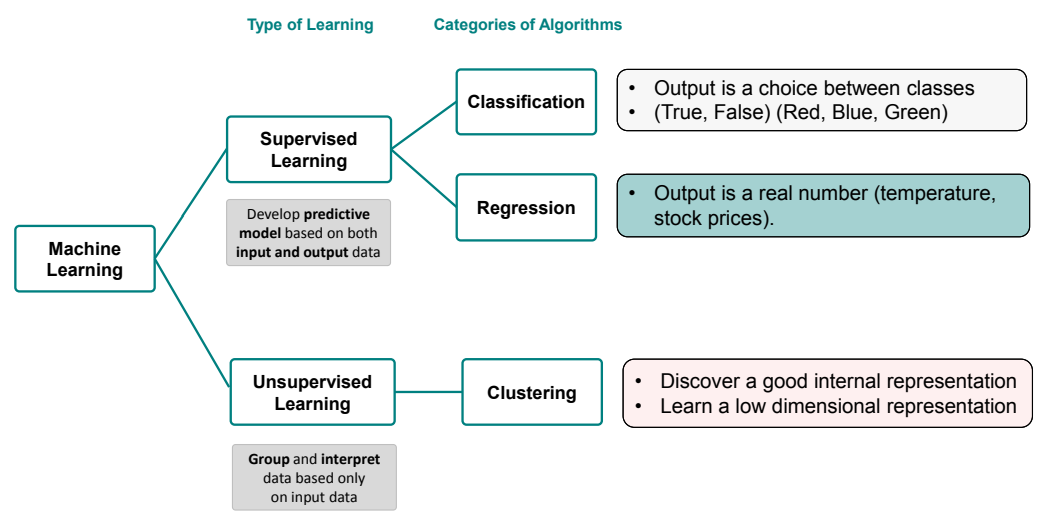 Type of Learning
Categories of Algorithms
Machine
Learning
Supervised
Learning
Develop predictive
model based on both
input and output data
Classification
• Output is a choice between classes
• (True, False) (Red, Blue, Green)
Regression
• Output is a real number (temperature,
stock prices).
Unsupervised
Learning
Group and interpret
data based only
on input data
Clustering
• Discover a good internal representation
• Learn a low dimensional representation